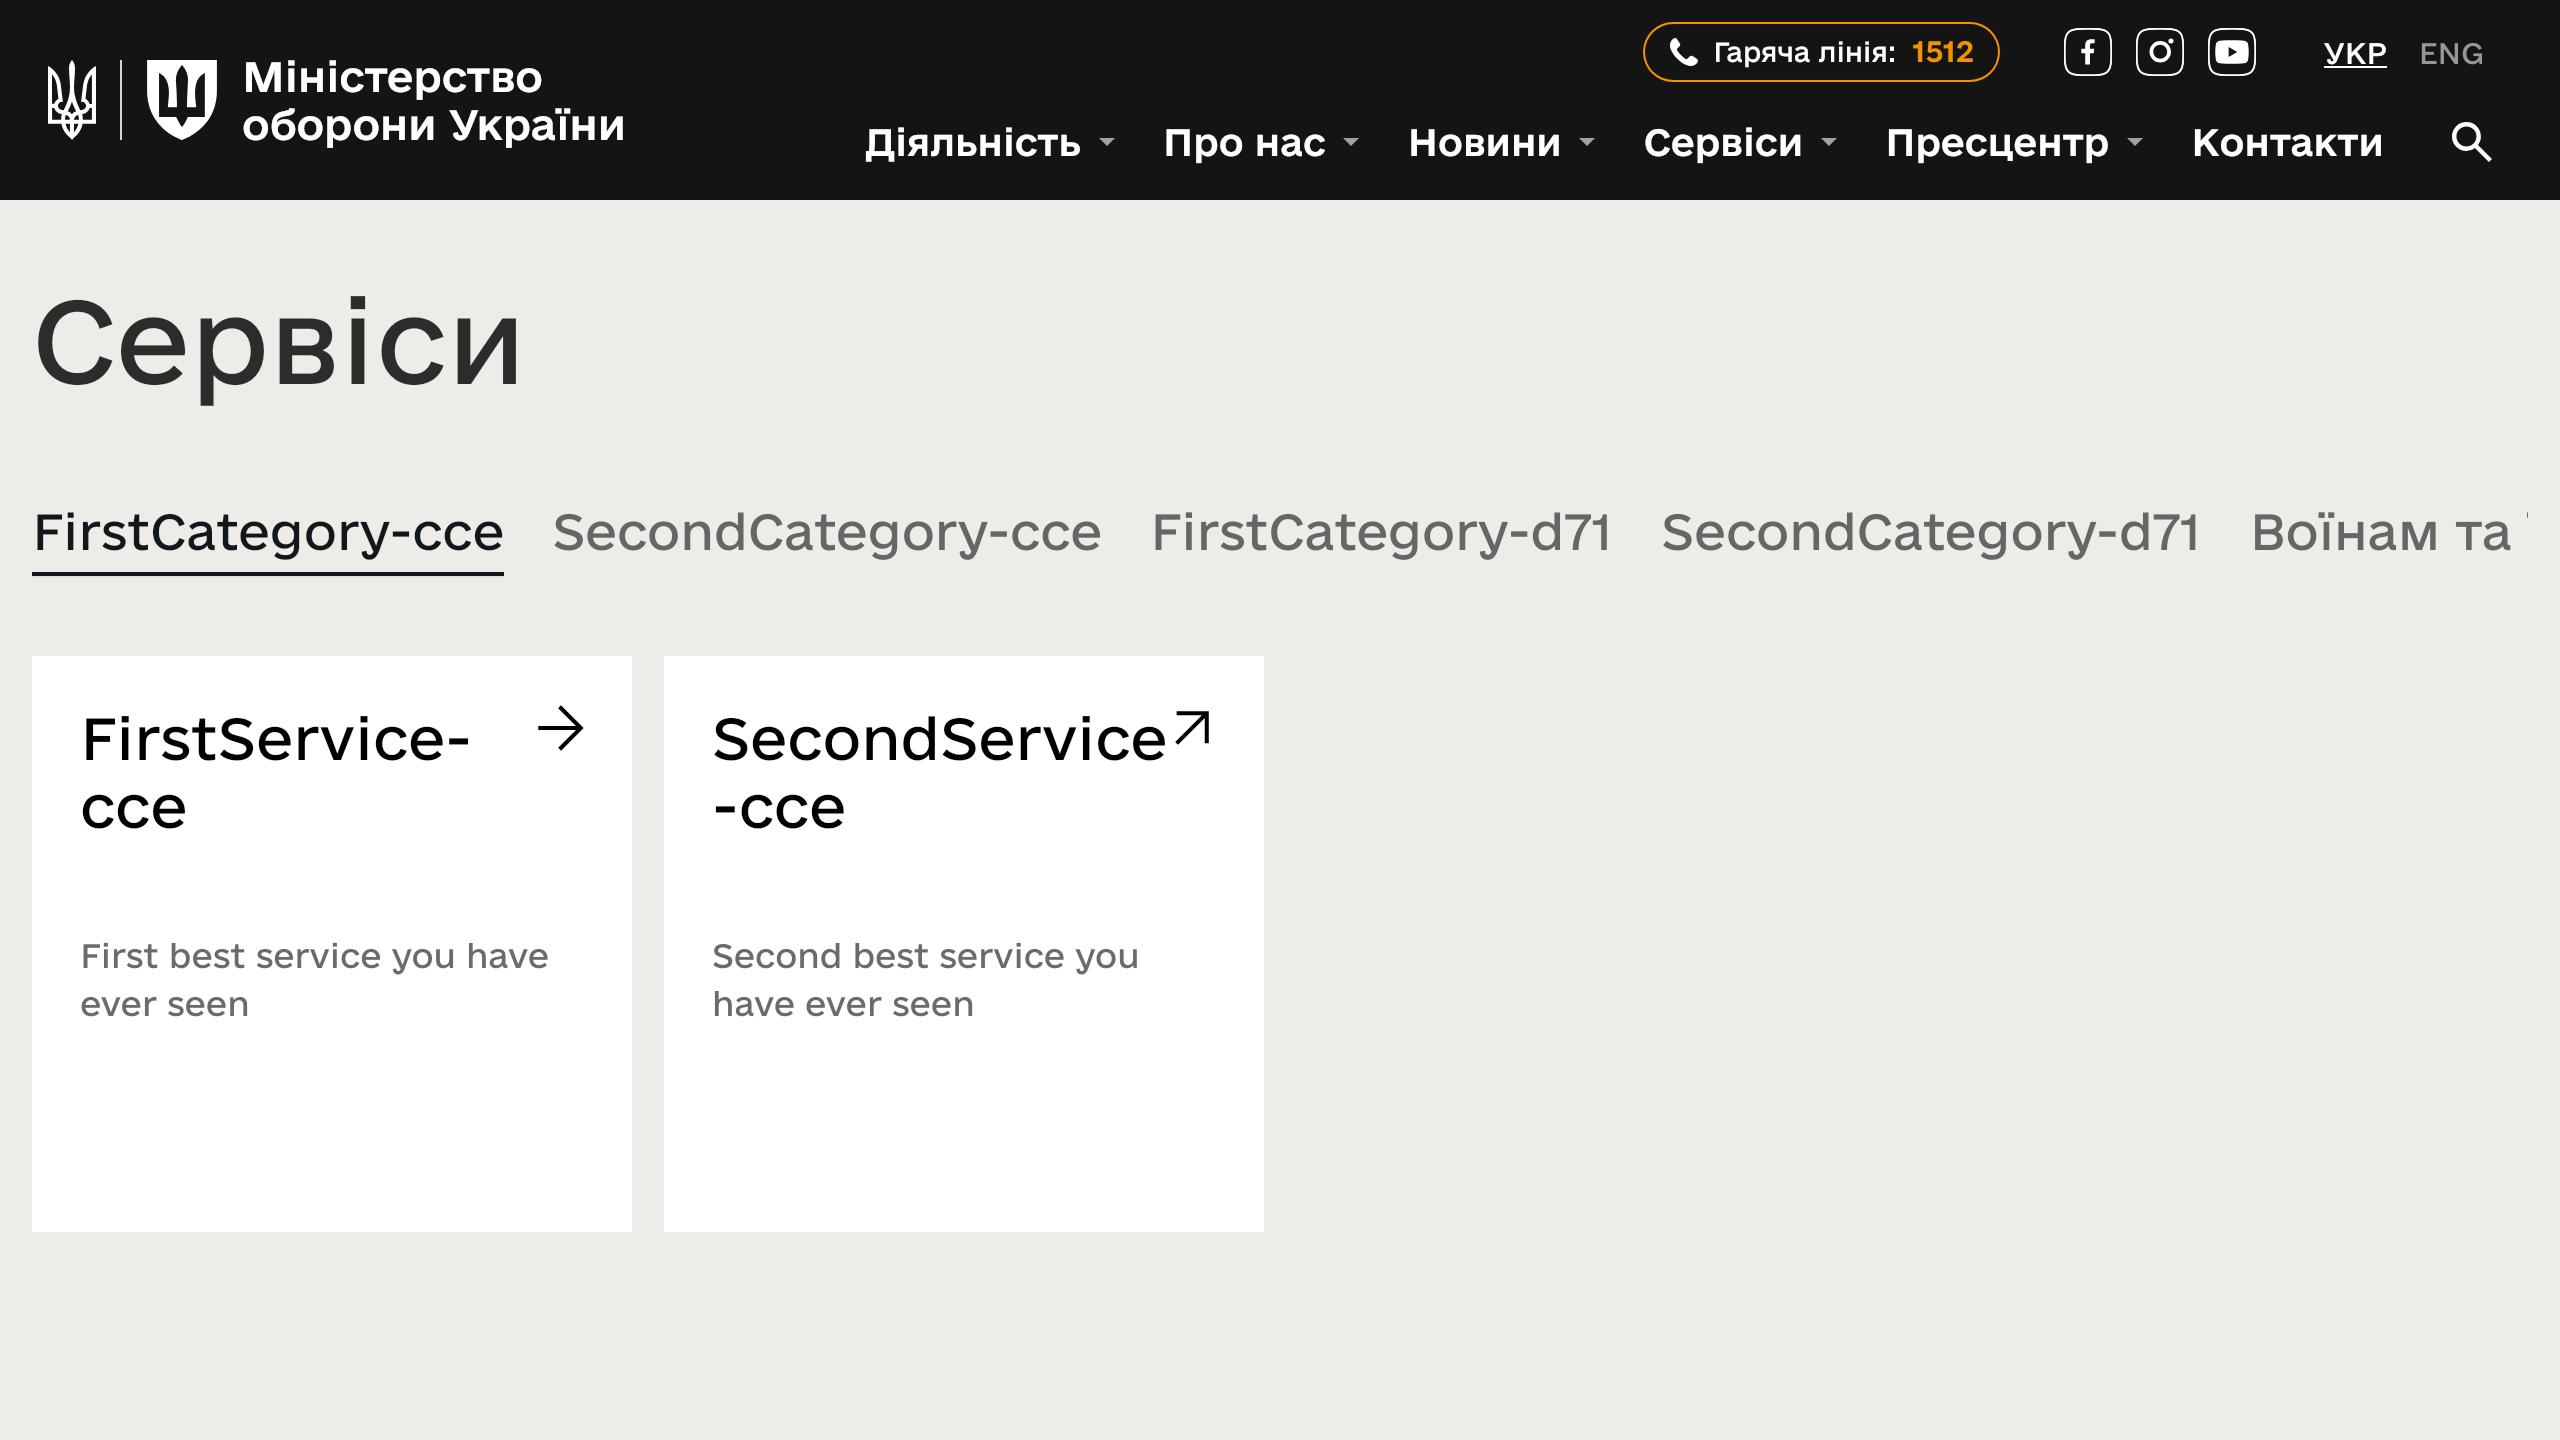 Міністерство
оборони України
Гаряча лінія: 1512
УКР ENG
Діяльність Про нас Новини Сервіси Пресцентр Контакти
Сервіси
FirstCategory-cce SecondCategory-cce FirstCategory-d71 SecondCategory-d71 Воїнам та
FirstService-
cce
First best service you have
ever seen
SecondService
-cce
Second best service you
have ever seen